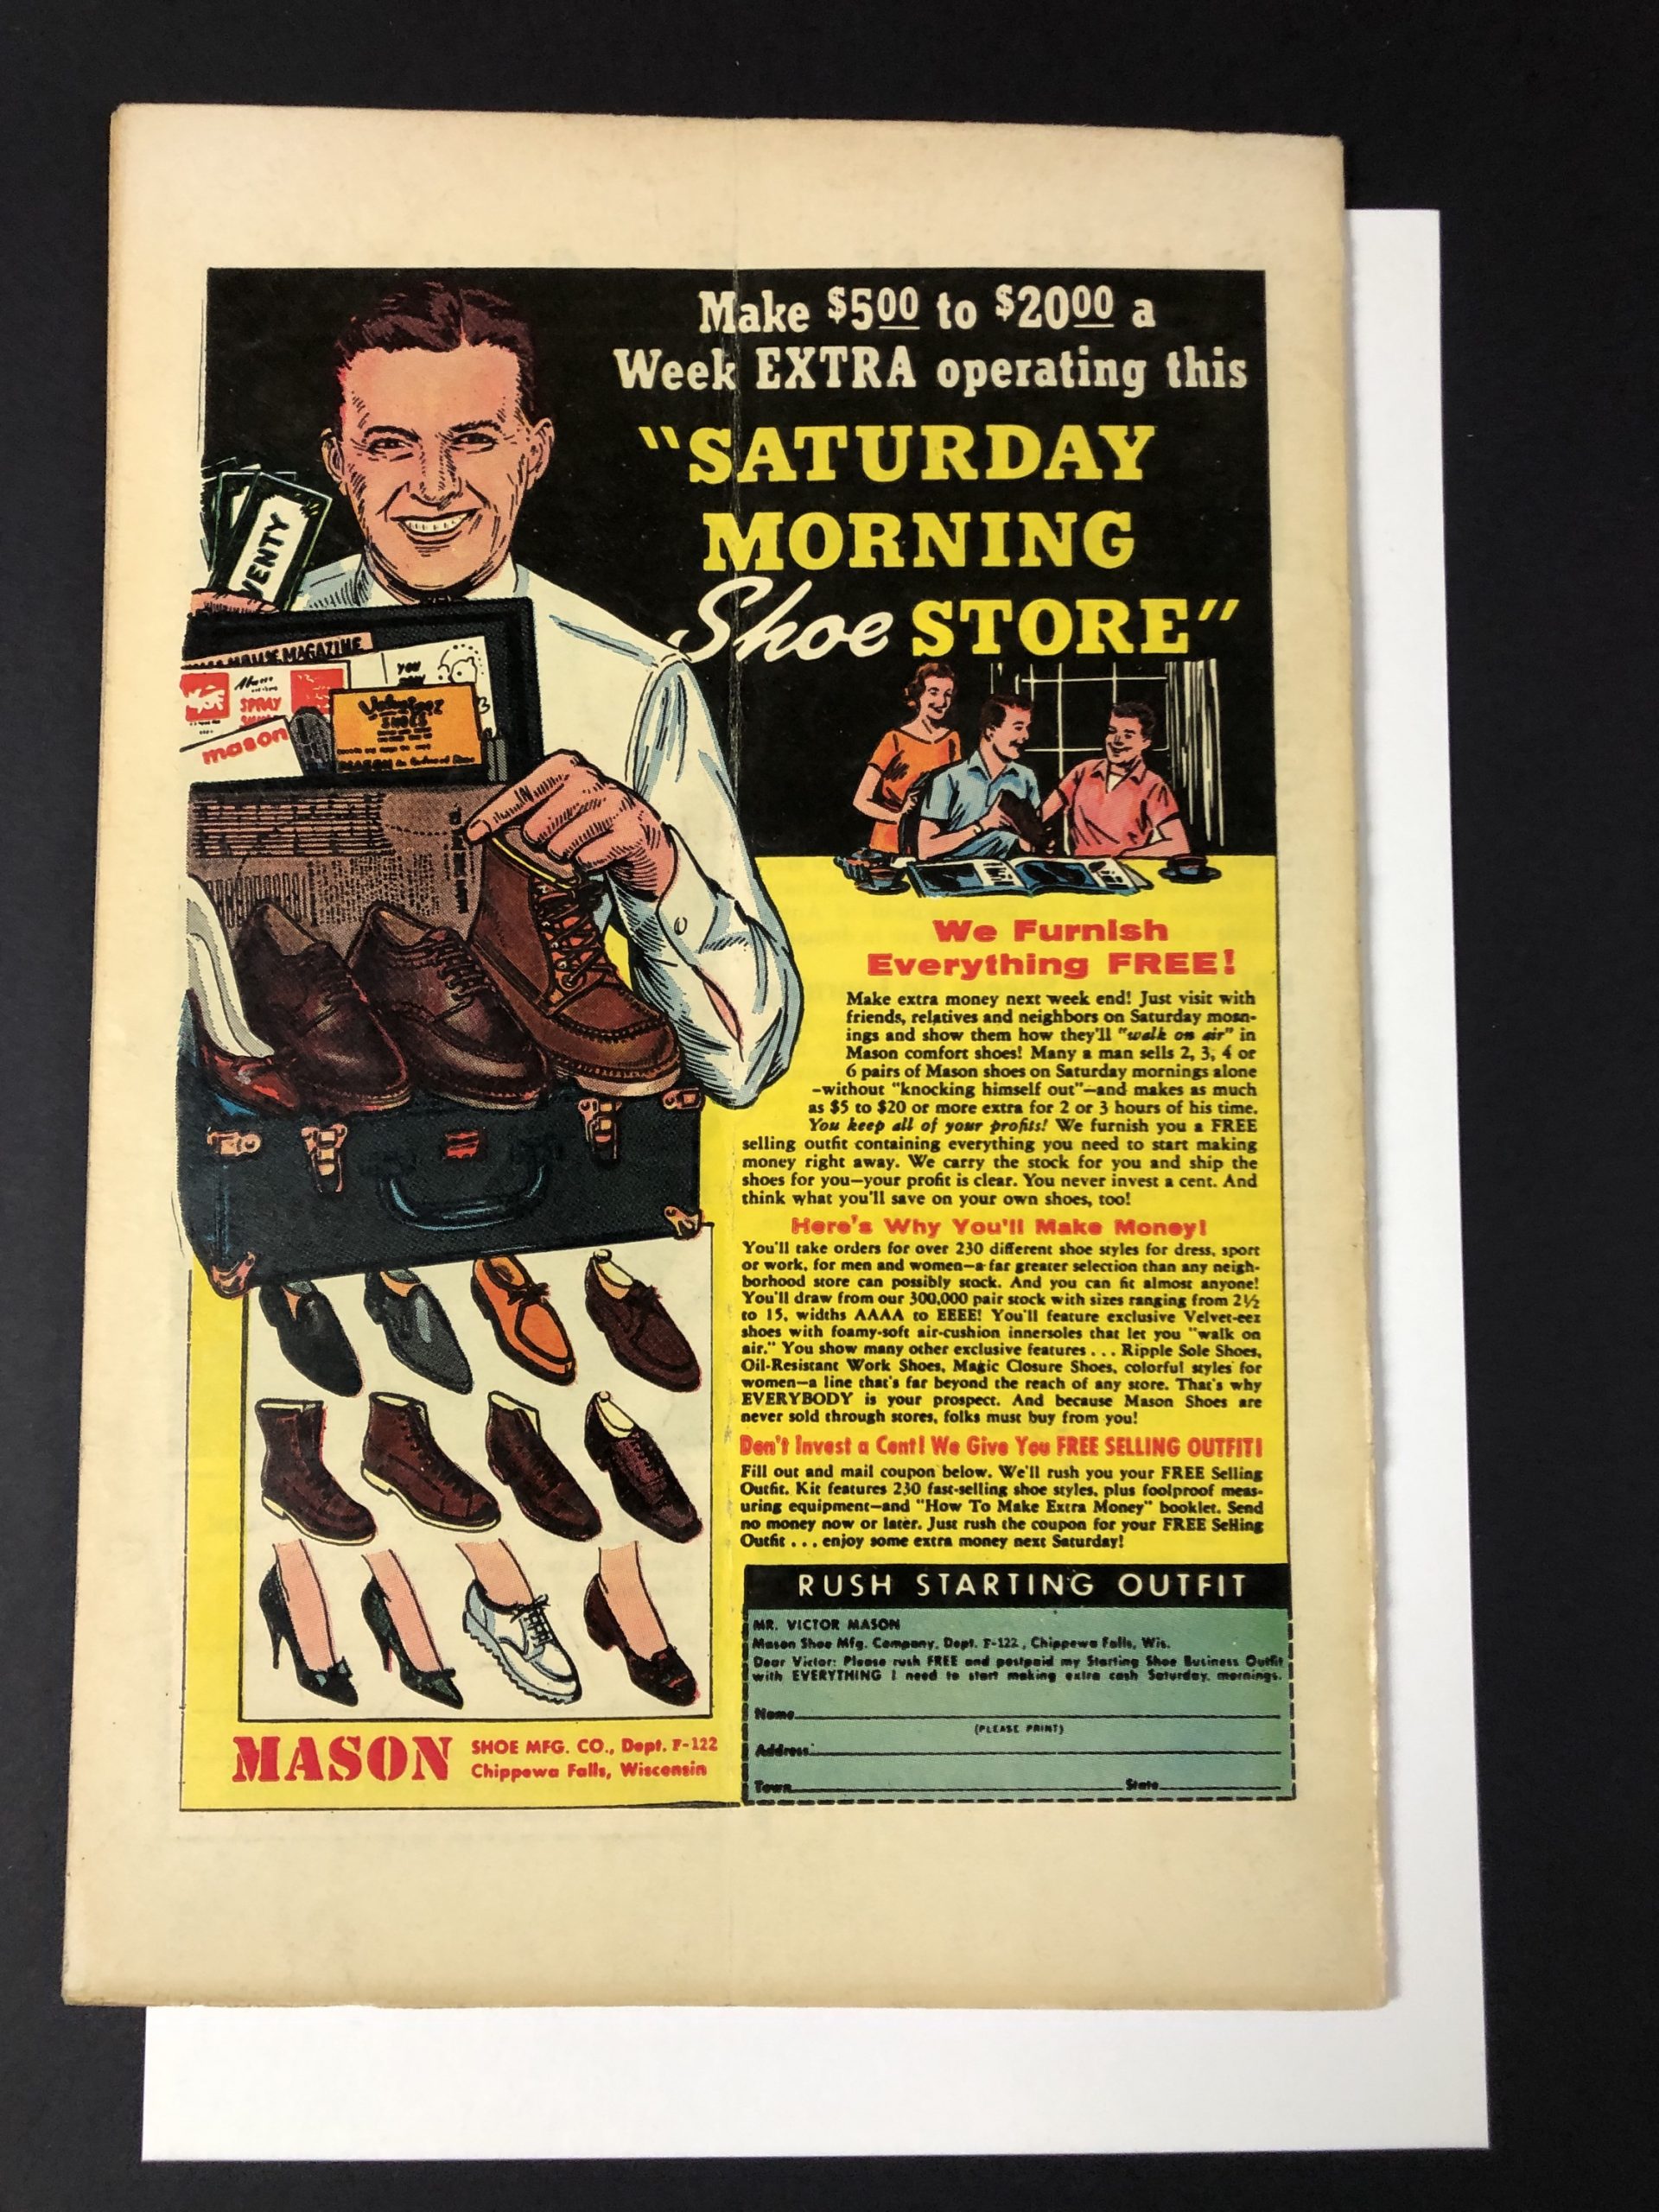 Make $5.00 to $20.00 a
Week EXTRA operating this
"SATURDAY
MORNING
Shoe STORE"
VENTY
MAGAZINE
YOU
SPRAY
mason
SHOES
We Furnish
Everything FREE!
Make extra money next week end! Just visit with
friends, relatives and neighbors on Saturday morn-
ings and show them how they'll "walk on air" in
Mason comfort shoes! Many a man sells 2, 3, 4 or
6 pairs of Mason shoes on Saturday mornings alone
-without "knocking himself out"—and makes as much
as $5 to $20 or more extra for 2 or 3 hours of his time.
You keep all of your profits! We furnish you a FREE
selling outfit containing everything you need to start making
money right away. We carry the stock for you and ship the
shoes for you—your profit is clear. You never invest a cent. And
think what you'll save on your own shoes, too!
Here's Why You'll Make Money!
You'll take orders for over 230 different shoe styles for dress, sport
or work, for men and women—a far greater selection than any neigh-
borhood store can possibly stock. And you can fit almost anyone!
You'll draw from our 300,000 pair stock with sizes ranging from 2½
to 15, widths AAAA to EEEE! You'll feature exclusive Velvet-eez
shoes with foamy-soft air-cushion innersoles that let you "walk on
air." You show many other exclusive features . . . Ripple Sole Shoes,
Oil-Resistant Work Shoes, Magic Closure Shoes, colorful styles for
women—a line that's far beyond the reach of any store. That's why
EVERYBODY is your prospect. And because Mason Shoes are
never sold through stores, folks must buy from you!
Don't Invest a Cent! We Give You FREE SELLING OUTFIT!
Fill out and mail coupon below. We'll rush you your FREE Selling
Outfit. Kit features 230 fast-selling shoe styles, plus foolproof meas-
uring equipment—and "How To Make Extra Money" booklet. Send
no money now or later. Just rush the coupon for your FREE Selling
Outfit . . . enjoy some extra money next Saturday!
MASON SHOE MFG. CO., Dept. F-122
Chippewa Falls, Wisconsin
RUSH STARTING OUTFIT
MR. VICTOR MASON
Mason Shoe Mfg. Company, Dept. F-122, Chippewa Falls, Wis.
Dear Victor: Please rush FREE and postpaid my Starting Shoe Business Outfit
with EVERYTHING I need to start making extra cash Saturday mornings.
Name
(PLEASE PRINT)
Address
Town State